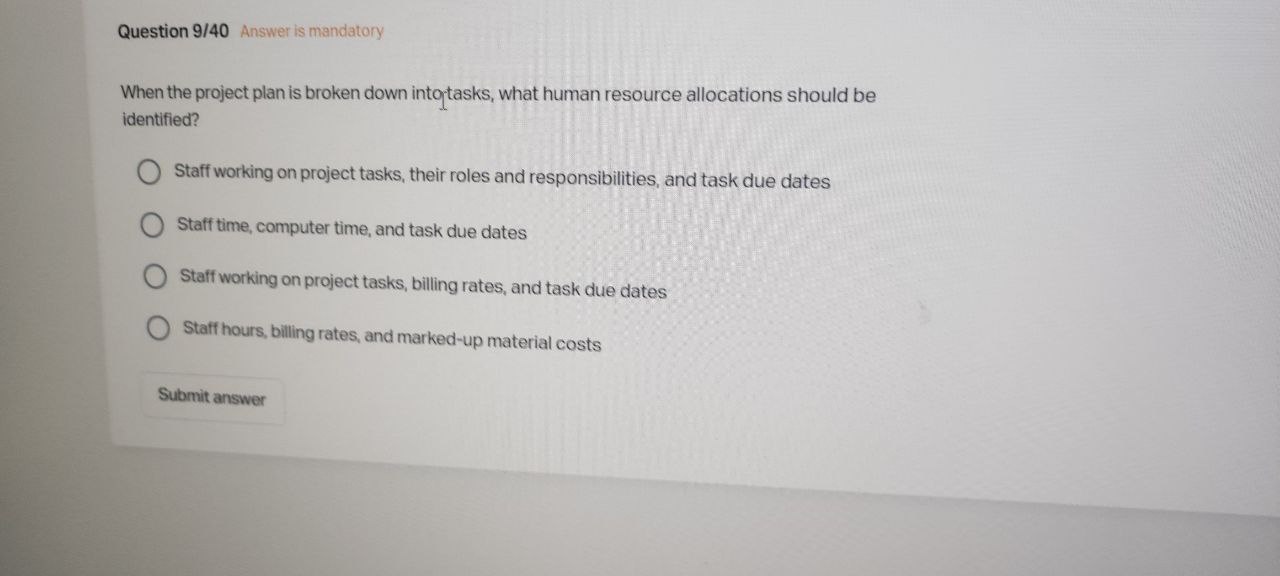 Question 9/40 Answer is mandatory
When the project plan is broken down into tasks, what human resource allocations should be
identified?
Staff working on project tasks, their roles and responsibilities, and task due dates
Staff time, computer time, and task due dates
Staff working on project tasks, billing rates, and task due dates
Staff hours, billing rates, and marked-up material costs
Submit answer